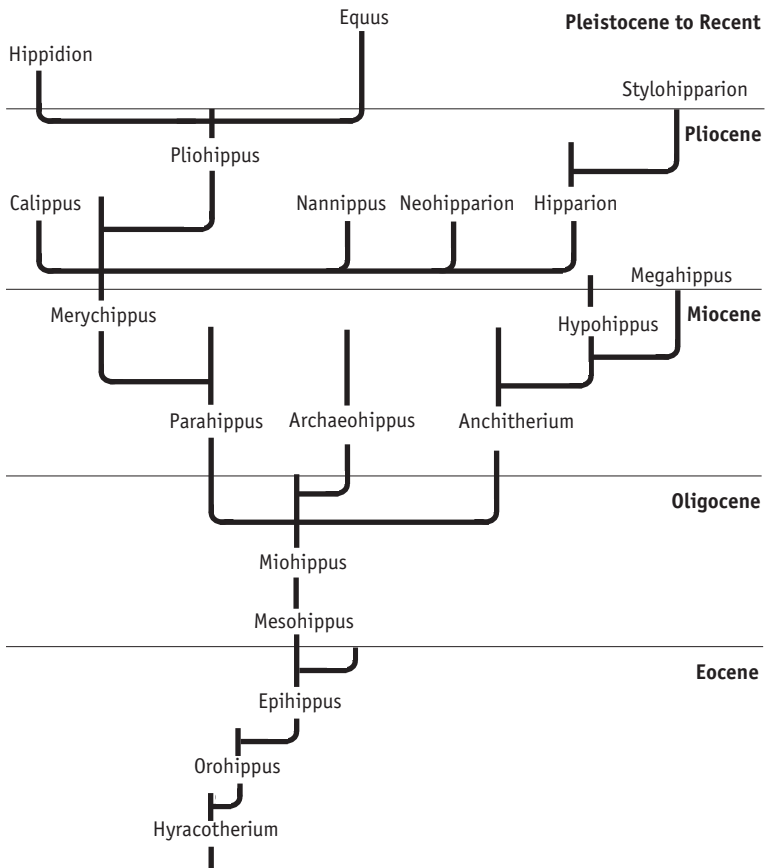 Equus
Pleistocene to Recent
Hippidion
Stylohipparion
Pliocene
Pliohippus
Calippus
Nannippus
Neohipparion
Hipparion
Megahippus
Merychippus
Hypohippus
Miocene
Parahippus
Archaeohippus
Anchitherium
Oligocene
Miohippus
Mesohippus
Eocene
Epihippus
Orohippus
Hyracotherium